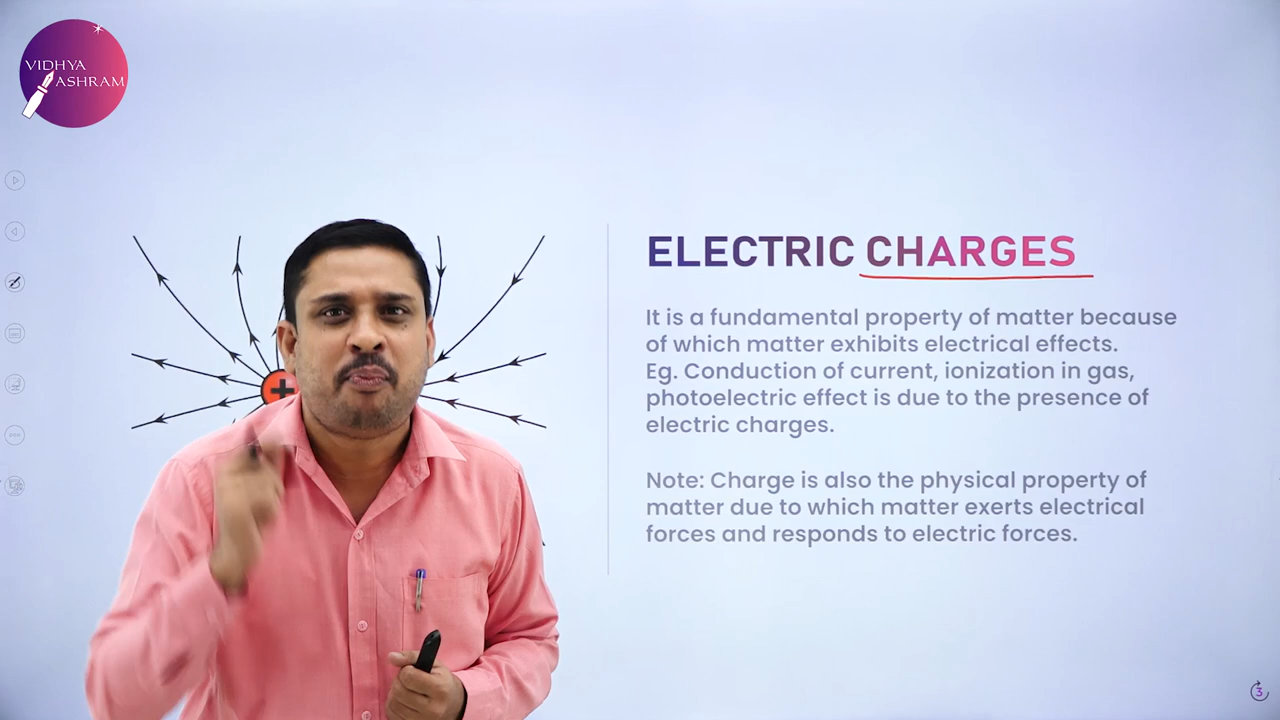 VIDHYA
ASHRAM
+
ELECTRIC CHARGES
It is a fundamental property of matter because
of which matter exhibits electrical effects.
Eg. Conduction of current, ionization in gas,
photoelectric effect is due to the presence of
electric charges.
Note: Charge is also the physical property of
matter due to which matter exerts electrical
forces and responds to electric forces.
3